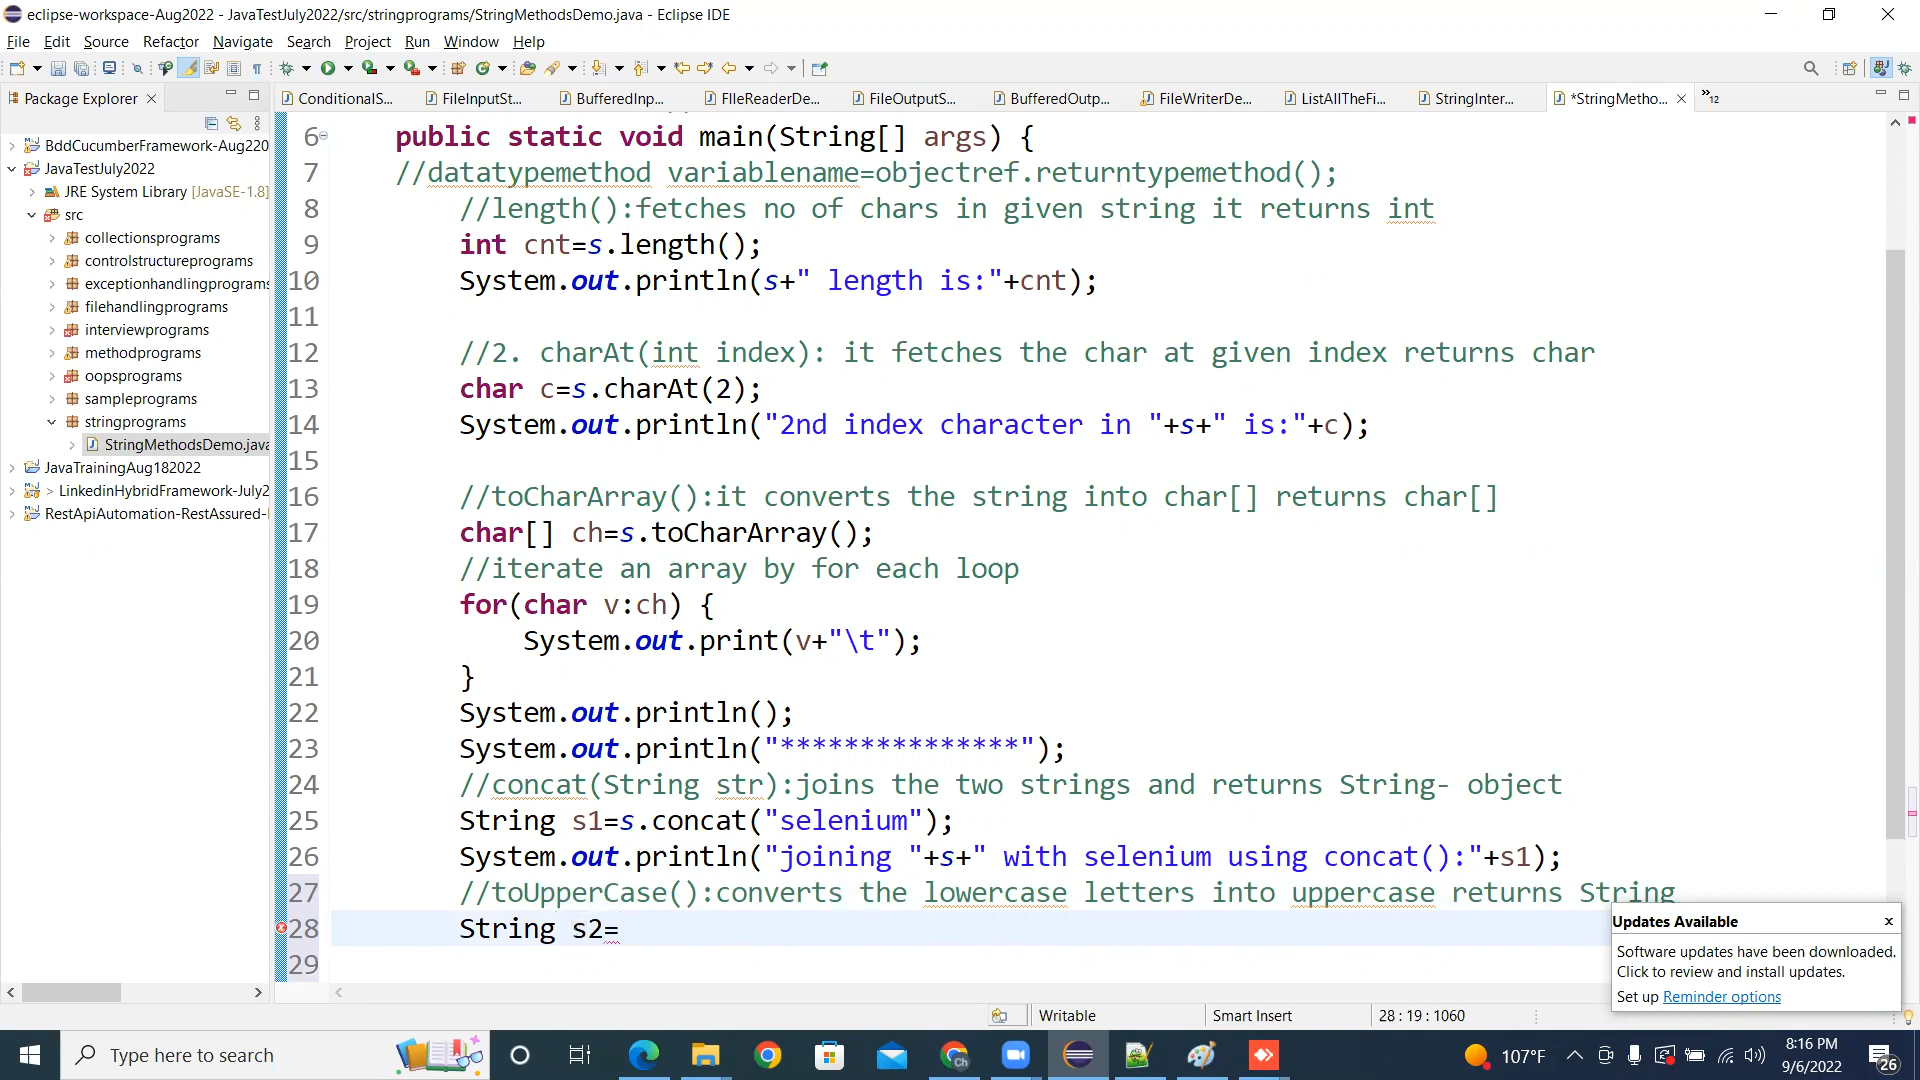 eclipse-workspace-Aug2022 - JavaTestJuly2022/src/stringprograms/StringMethodsDemo.java - Eclipse IDE
File Edit Source Refactor Navigate Search Project Run Window Help
Package Explorer
ConditionalS... FileInputSt... BufferedInp... FIleReaderDe... FileOutputS... BufferedOutp... FileWriterDe... ListAllTheFi... StringInter... *StringMetho... 12
BddCucumberFramework-Aug220
JavaTestJuly2022
JRE System Library [JavaSE-1.8]
src
collectionsprograms
controlstructureprograms
exceptionhandlingprograms
filehandlingprograms
interviewprograms
methodprograms
oopsprograms
sampleprograms
stringprograms
StringMethodsDemo.java
JavaTrainingAug182022
> LinkedinHybridFramework-July2
RestApiAutomation-RestAssured-
6 public static void main(String[] args) {
7 //datatypemethod variablename=objectref.returntypemethod();
8 //length():fetches no of chars in given string it returns int
9 int cnt=s.length();
10 System.out.println(s+" length is:"+cnt);
11
12 //2. charAt(int index): it fetches the char at given index returns char
13 char c=s.charAt(2);
14 System.out.println("2nd index character in "+s+" is:"+c);
15
16 //toCharArray():it converts the string into char[] returns char[]
17 char[] ch=s.toCharArray();
18 //iterate an array by for each loop
19 for(char v:ch) {
20 System.out.print(v+"\t");
21 }
22 System.out.println();
23 System.out.println("***************");
24 //concat(String str):joins the two strings and returns String- object
25 String s1=s.concat("selenium");
26 System.out.println("joining "+s+" with selenium using concat():"+s1);
27 //toUpperCase():converts the lowercase letters into uppercase returns String
28 String s2=
29
Updates Available
Software updates have been downloaded.
Click to review and install updates.
Set up Reminder options
Writable Smart Insert 28 : 19 : 1060
Type here to search
107°F
8:16 PM
9/6/2022
26